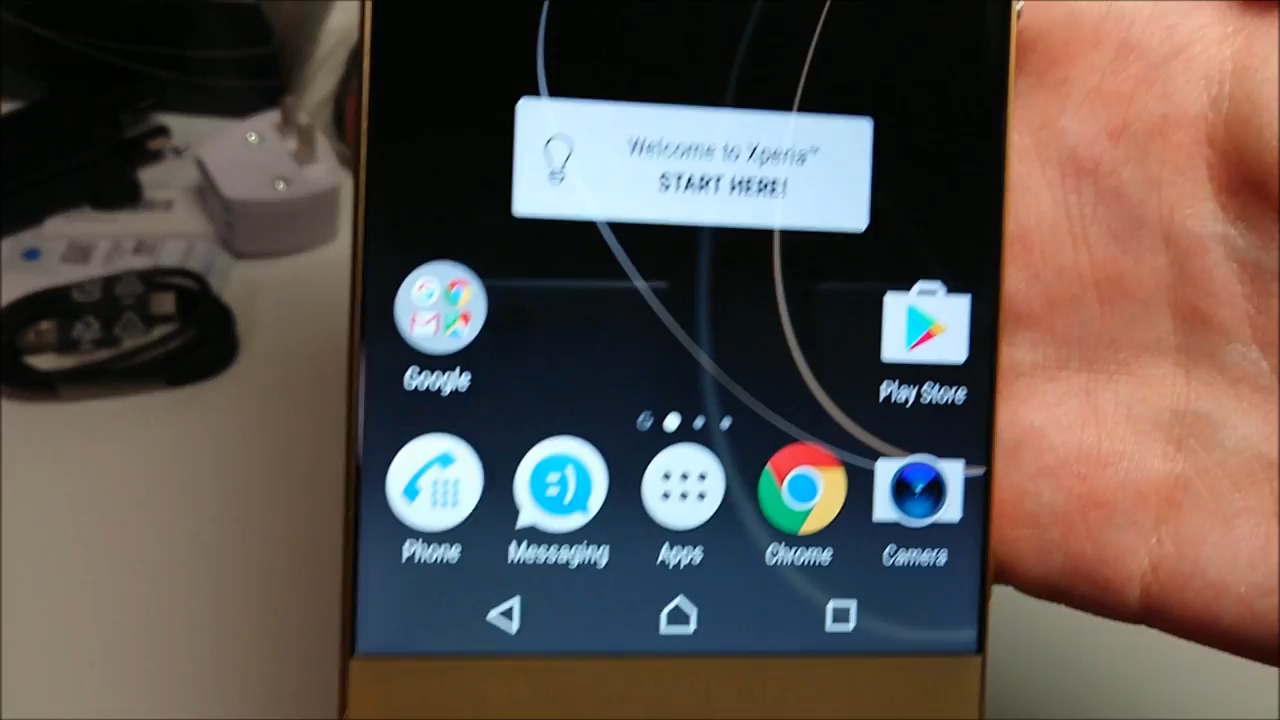 Welcome to Xperia™
START HERE!
Google
Play Store
Phone
Messaging
Apps
Chrome
Camera